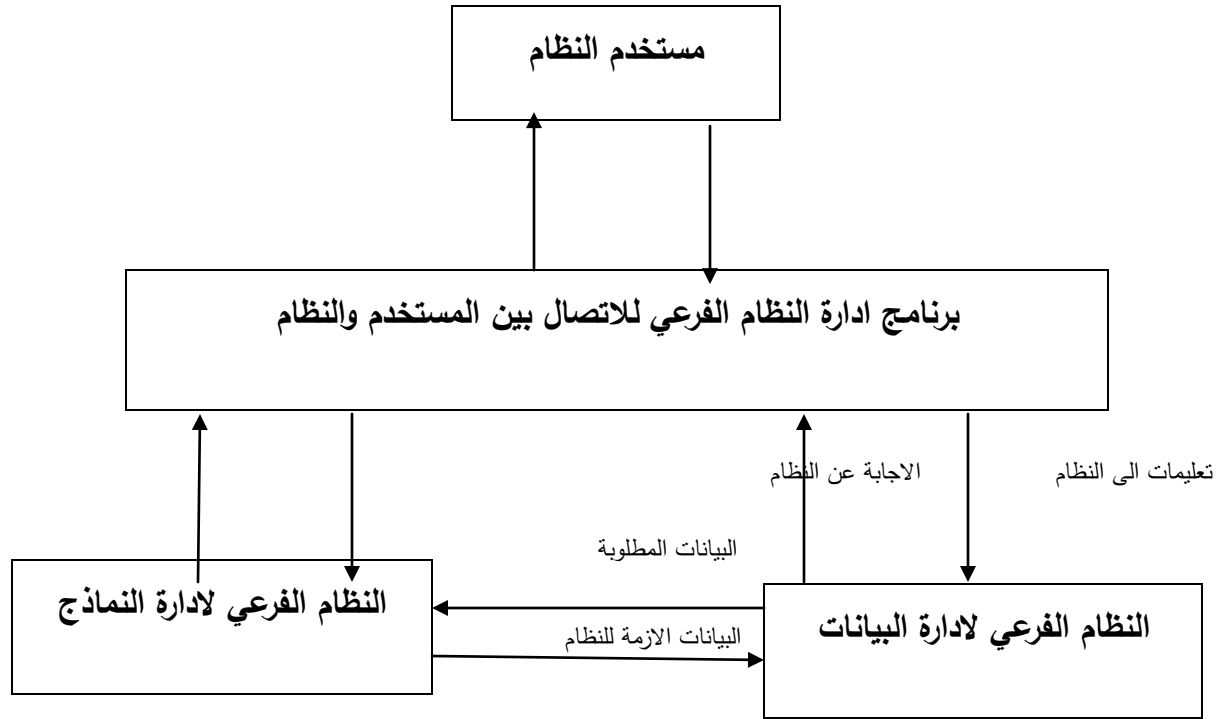 مستخدم النظام
برنامج ادارة النظام الفرعي للاتصال بين المستخدم والنظام
تعليمات الى النظام
الاجابة عن النظام
البيانات المطلوبة
النظام الفرعي لادارة البيانات
النظام الفرعي لادارة النماذج
البيانات الازمة للنظام